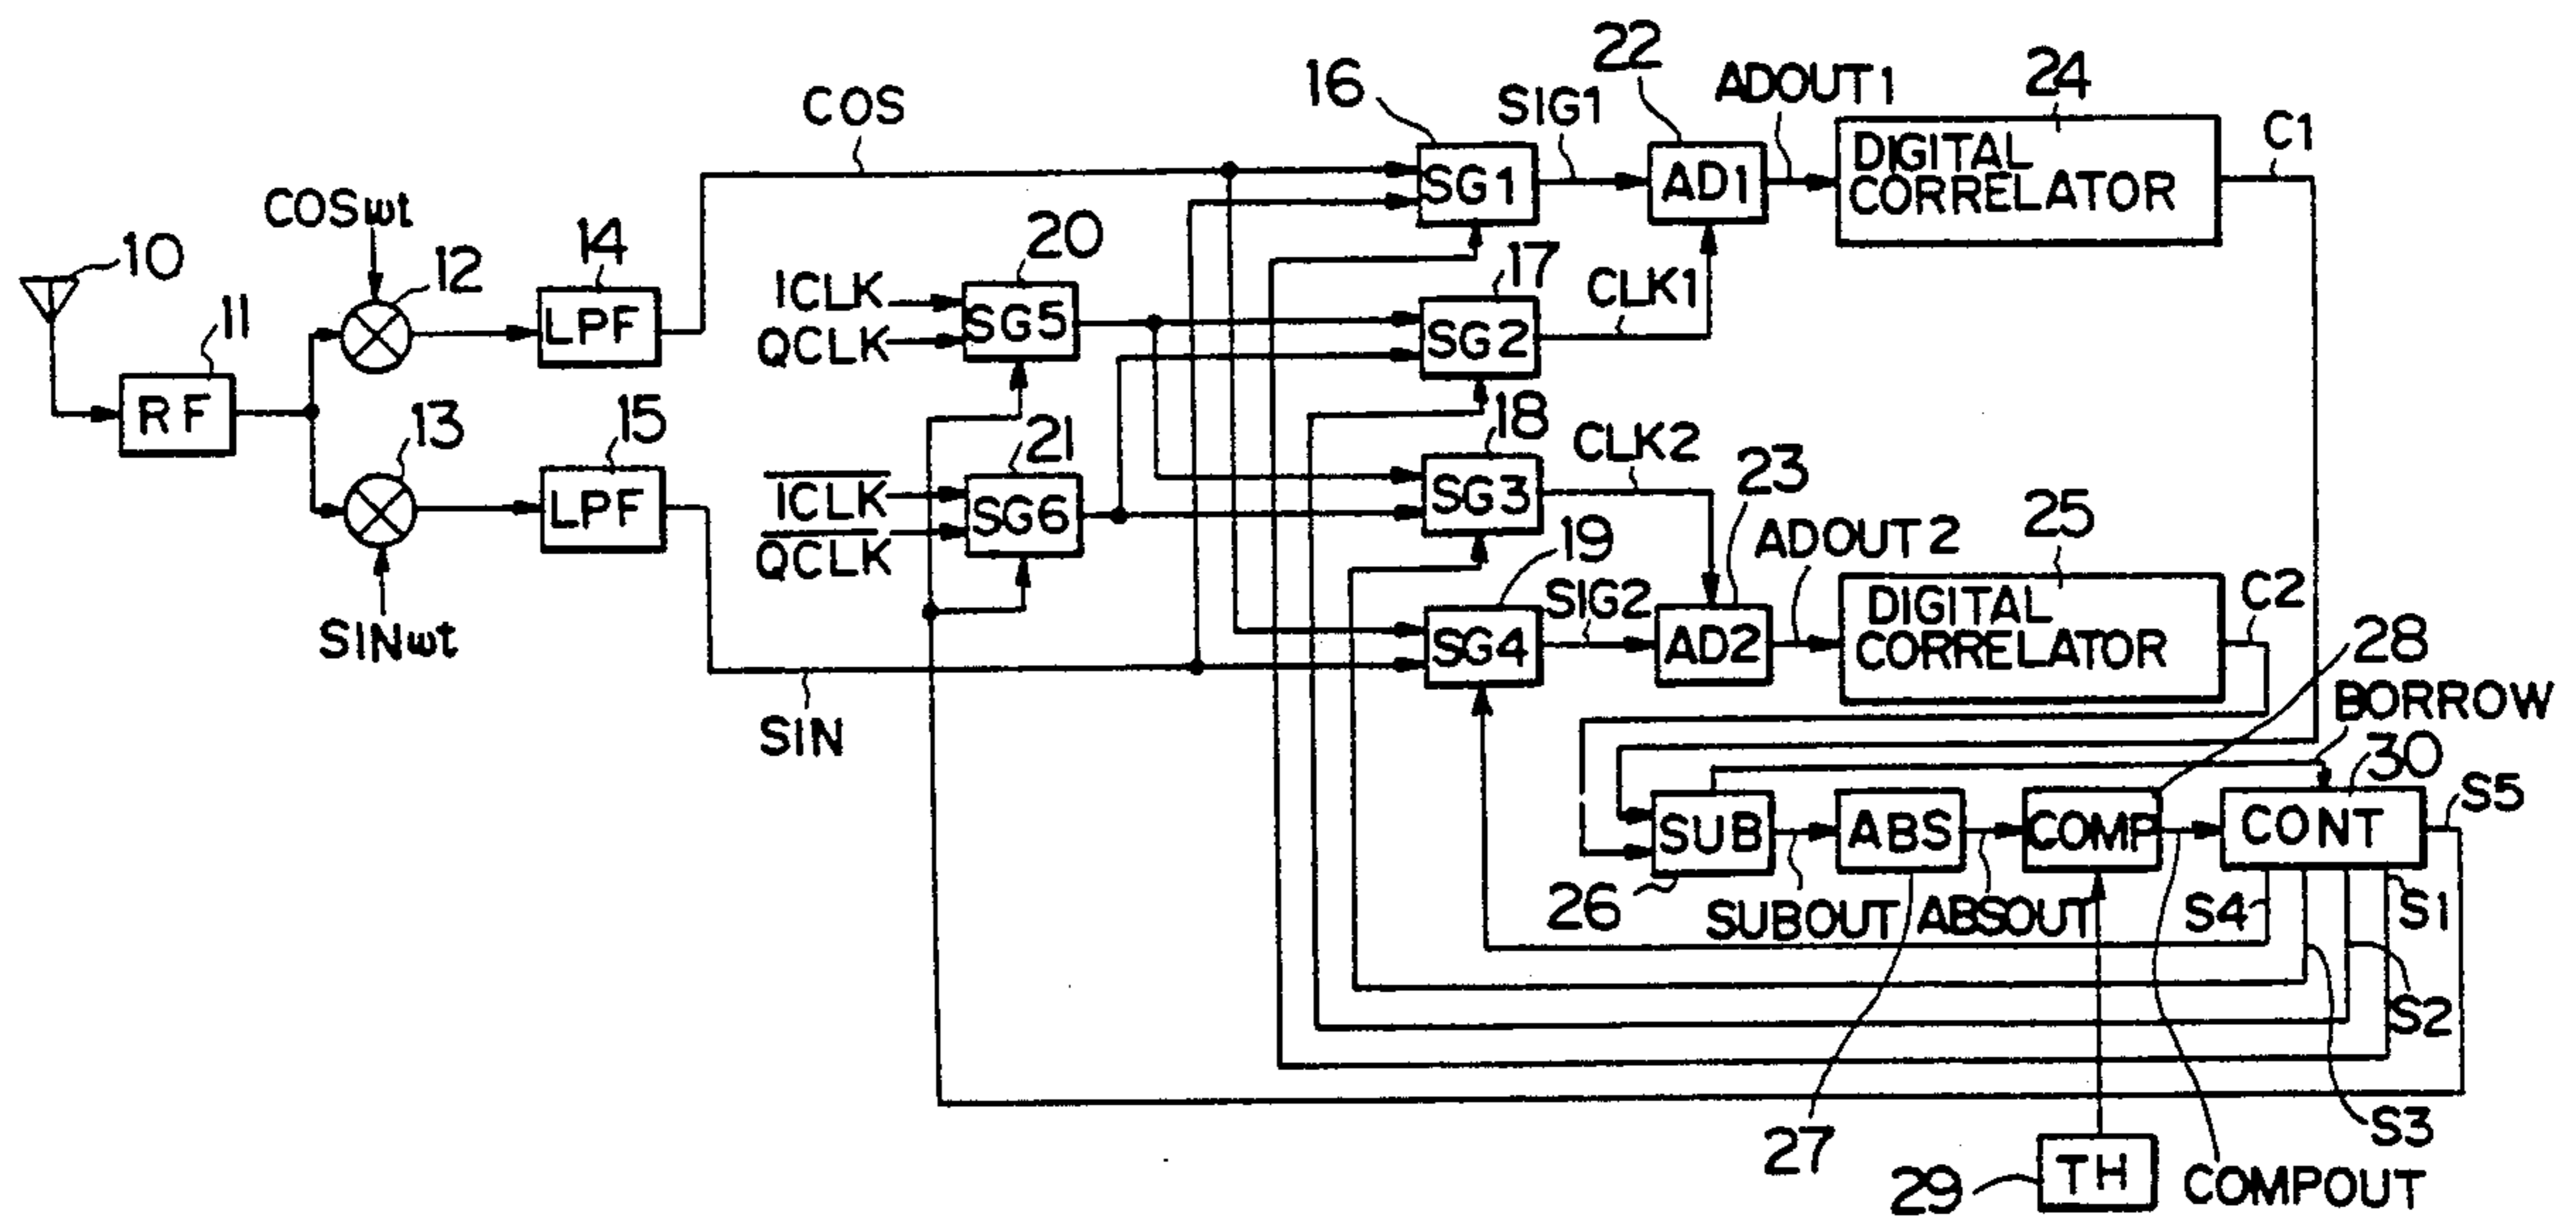 22
24
16
SIG1
ADOUT1
COS
C1
DIGITAL
CORRELATOR
SG1
AD1
COSωt
20
10
12
14
17
ICLK
CLK1
11
LPF
SG5
QCLK
SG2
RF
13
15
21
18
CLK2
23
ICLK
SG6
SG3
25
LPF
QCLK
19
ADOUT2
SIG2
C2
DIGITAL
CORRELATOR
SINωt
SG4
AD2
28
BORROW
SIN
30
S5
SUB
ABS
COMP
CONT
26
SUBOUT
ABSOUT
S4
S1
S2
S3
27
29
TH
COMPOUT